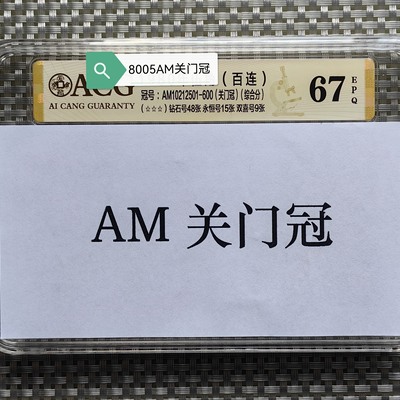 8005AM关门冠
ACG
(百连)
AI CANG GUARANTY
冠号: AM10212501-600 (关门冠) (综合分)
(☆☆☆) 钻石号48张 永恒号15张 双喜号9张
67
EPQ
AM 关门冠